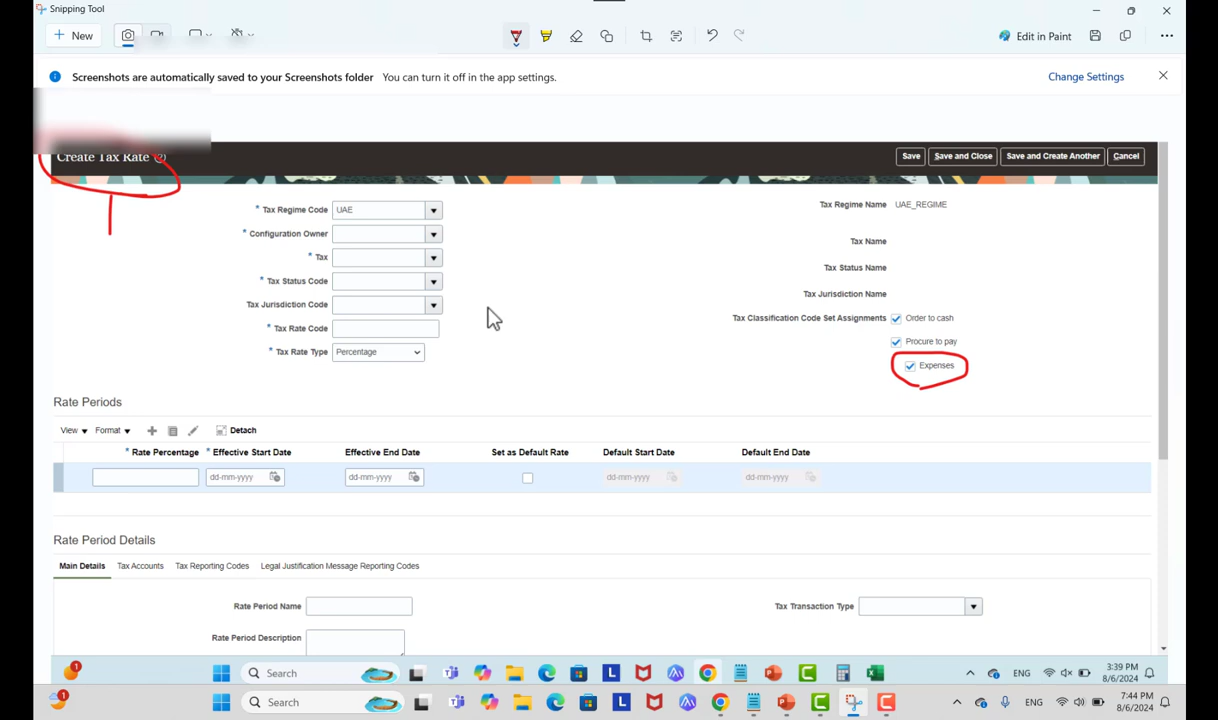 Snipping Tool
New
Edit in Paint
Screenshots are automatically saved to your Screenshots folder You can turn it off in the app settings.
Change Settings
Create Tax Rate
Save
Save and Close
Save and Create Another
Cancel
* Tax Regime Code UAE
Tax Regime Name UAE_REGIME
* Configuration Owner
Tax Name
* Tax
Tax Status Name
* Tax Status Code
Tax Jurisdiction Name
Tax Jurisdiction Code
Tax Classification Code Set Assignments Order to cash
* Tax Rate Code
Procure to pay
* Tax Rate Type Percentage
Expenses
Rate Periods
View Format Detach
* Rate Percentage * Effective Start Date Effective End Date Set as Default Rate Default Start Date Default End Date
dd-mm-yyyy dd-mm-yyyy dd-mm-yyyy dd-mm-yyyy
Rate Period Details
Main Details Tax Accounts Tax Reporting Codes Legal Justification Message Reporting Codes
Rate Period Name
Tax Transaction Type
Rate Period Description
1
Search
L
ENG
3:39 PM
8/6/2024
1
Search
L
ENG
7:44 PM
8/6/2024